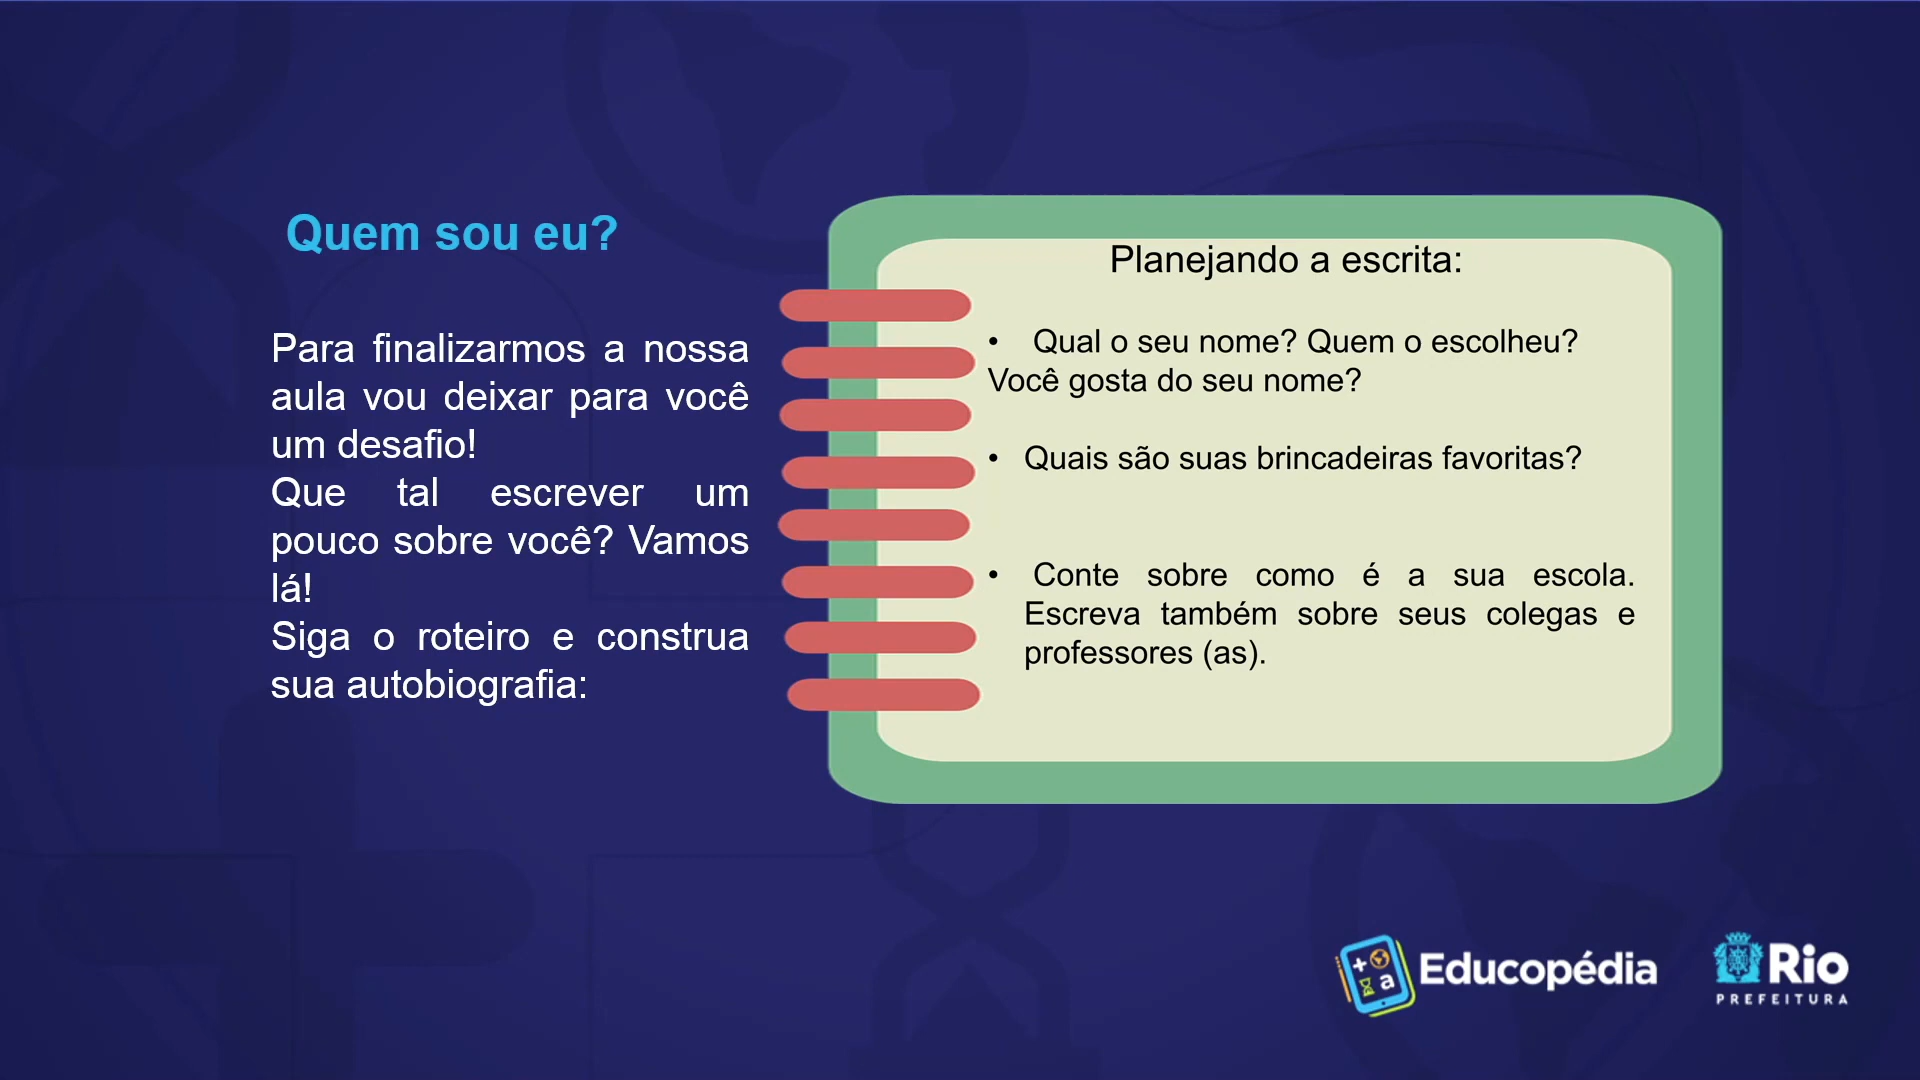 Quem sou eu?
Para finalizarmos a nossa
aula vou deixar para você
um desafio!
Que tal escrever um
pouco sobre você? Vamos
lá!
Siga o roteiro e construa
sua autobiografia:
Planejando a escrita:
• Qual o seu nome? Quem o escolheu?
Você gosta do seu nome?
• Quais são suas brincadeiras favoritas?
• Conte sobre como é a sua escola.
Escreva também sobre seus colegas e
professores (as).
+ a
Educopédia
Rio
PREFEITURA